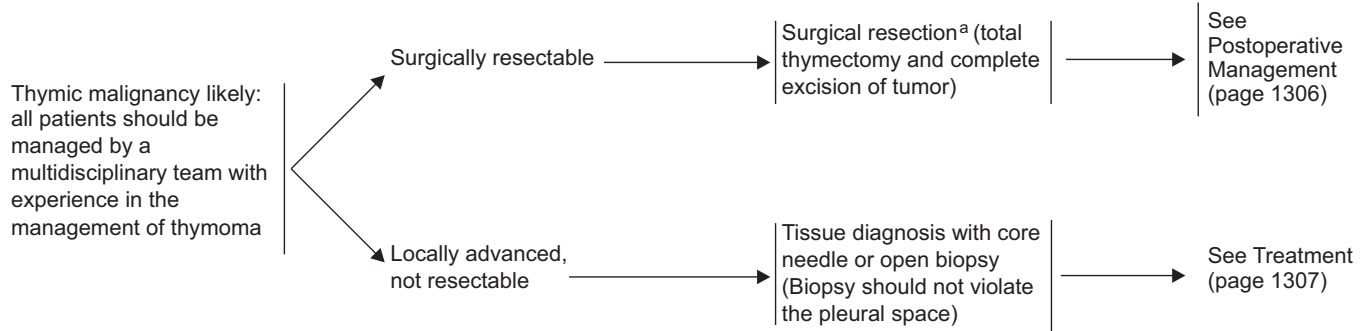 Thymic malignancy likely:
all patients should be
managed by a
multidisciplinary team with
experience in the
management of thymoma
Surgically resectable
Surgical resectionᵃ (total
thymectomy and complete
excision of tumor)
See
Postoperative
Management
(page 1306)
Locally advanced,
not resectable
Tissue diagnosis with core
needle or open biopsy
(Biopsy should not violate
the pleural space)
See Treatment
(page 1307)